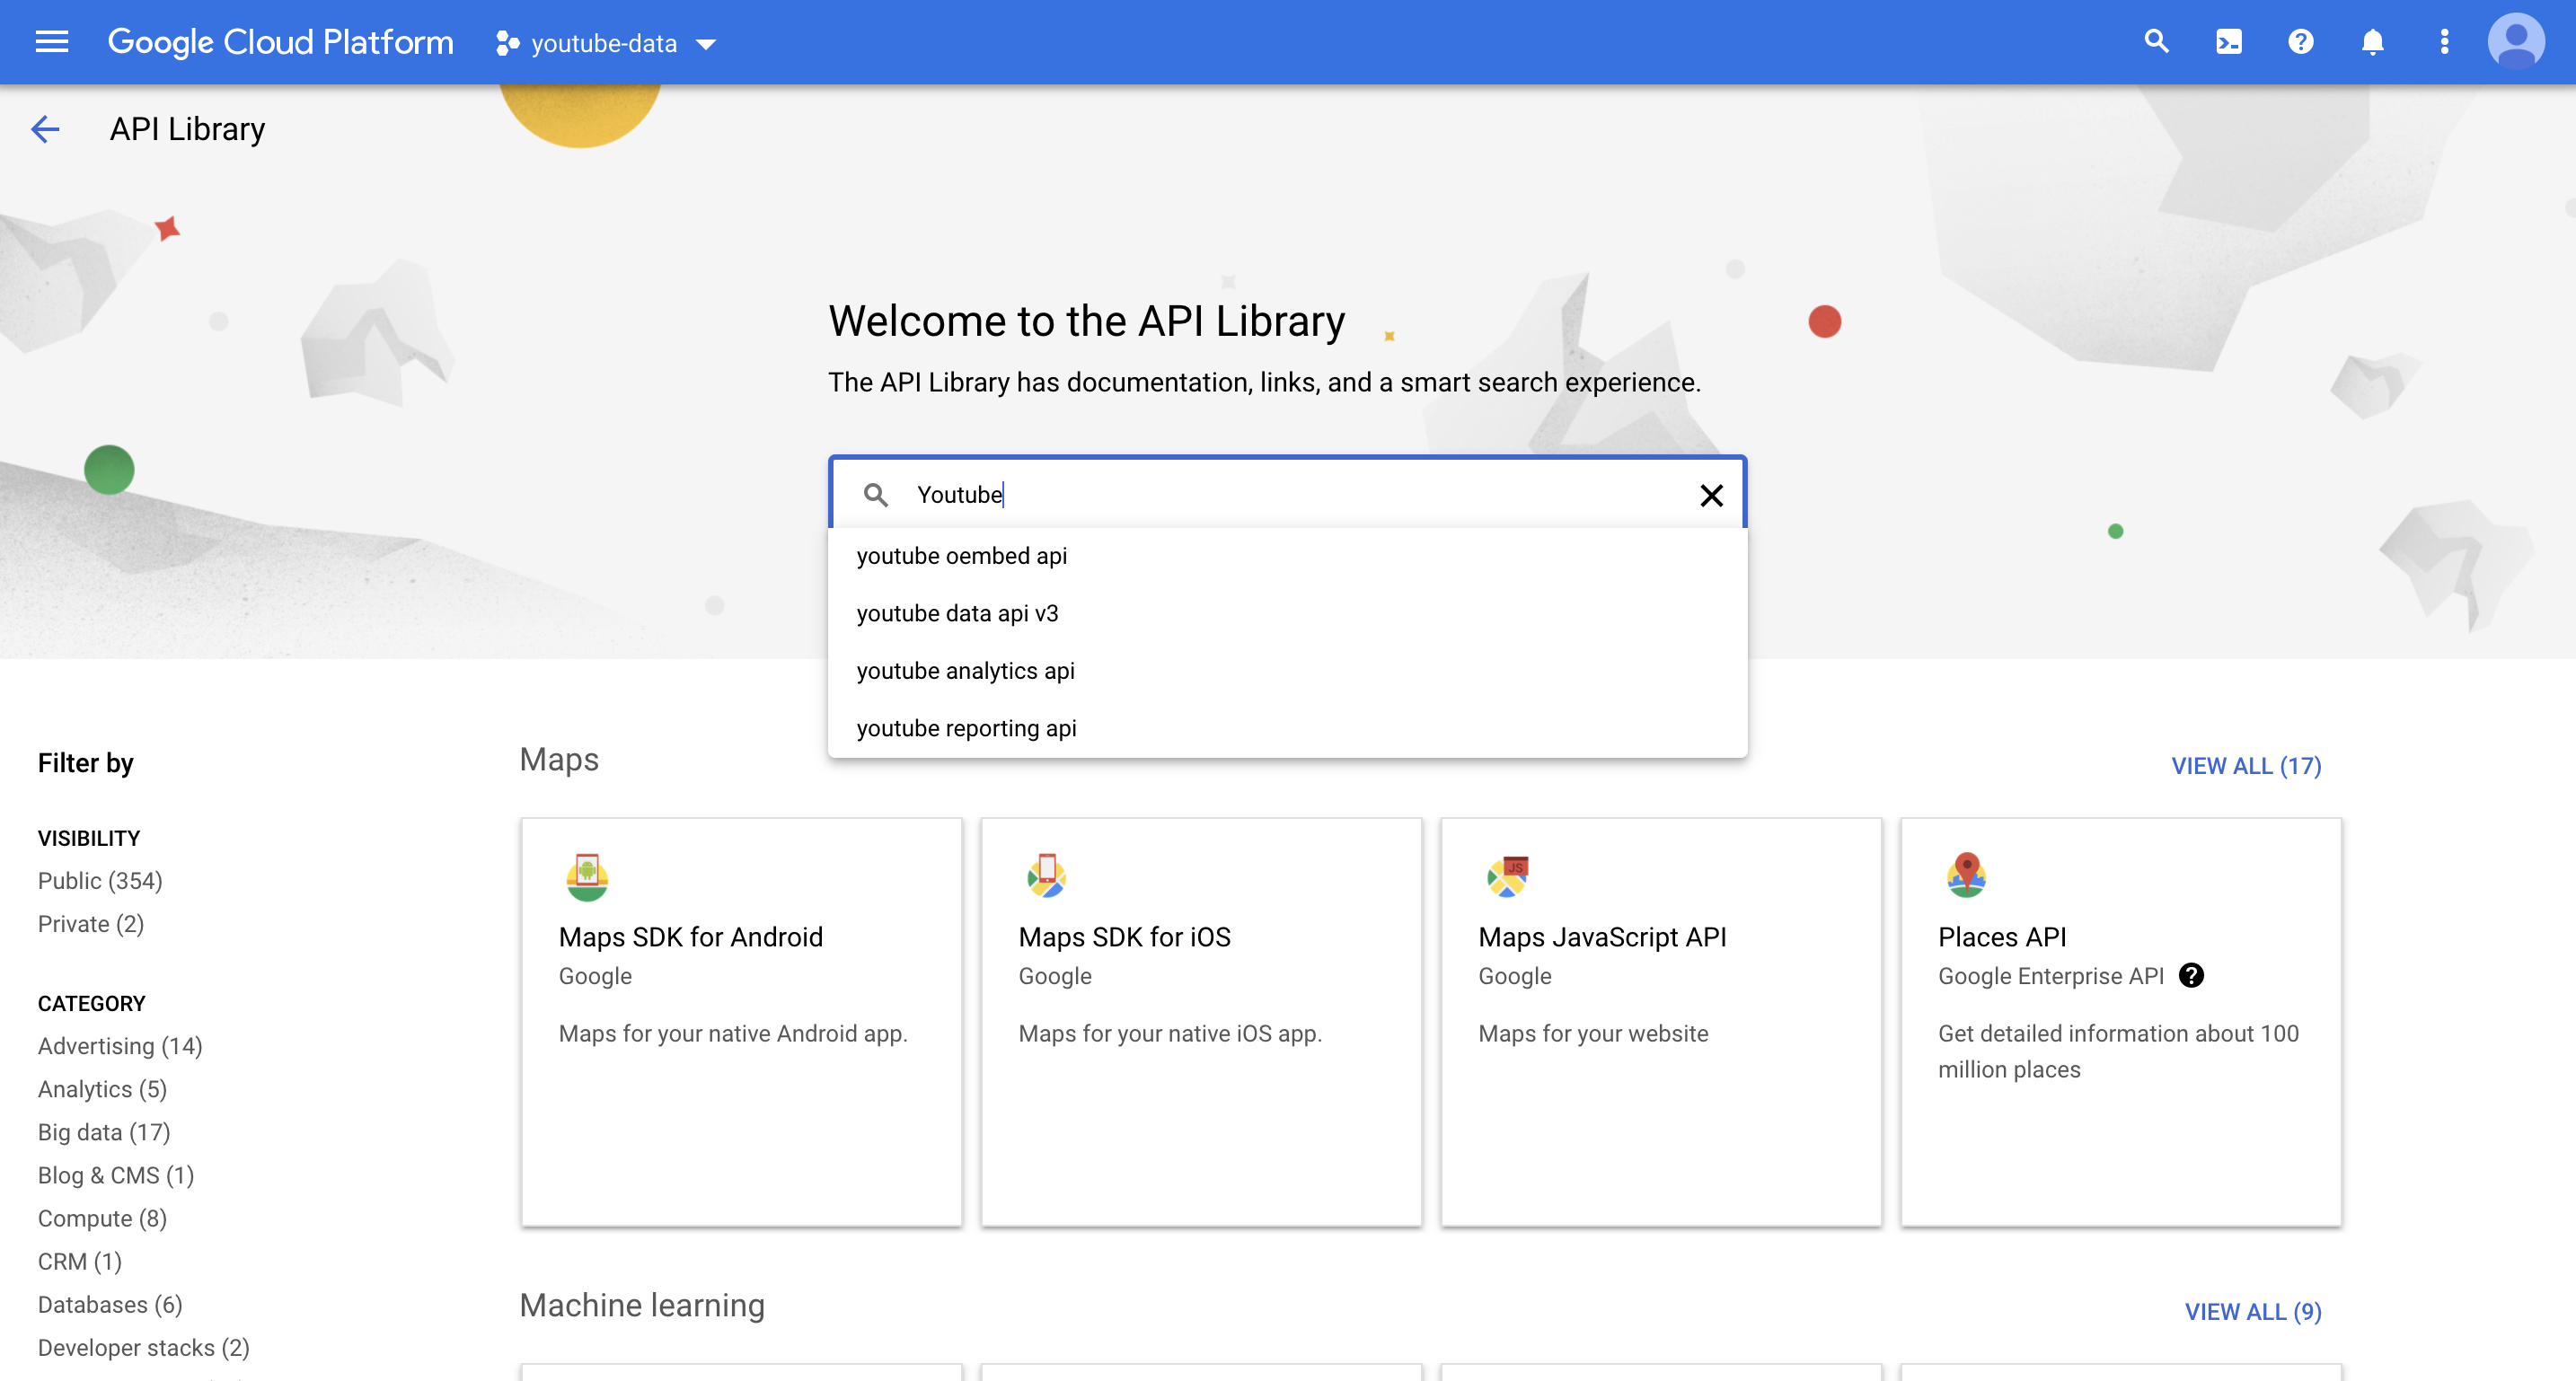 Google Cloud Platform
youtube-data
API Library
Welcome to the API Library
The API Library has documentation, links, and a smart search experience.
Youtube
youtube oembed api
youtube data api v3
youtube analytics api
youtube reporting api
Filter by
VISIBILITY
Public (354)
Private (2)
CATEGORY
Advertising (14)
Analytics (5)
Big data (17)
Blog & CMS (1)
Compute (8)
CRM (1)
Databases (6)
Developer stacks (2)
Maps
VIEW ALL (17)
Maps SDK for Android
Google
Maps for your native Android app.
Maps SDK for iOS
Google
Maps for your native iOS app.
JS
Maps JavaScript API
Google
Maps for your website
Places API
Google Enterprise API
Get detailed information about 100
million places
Machine learning
VIEW ALL (9)